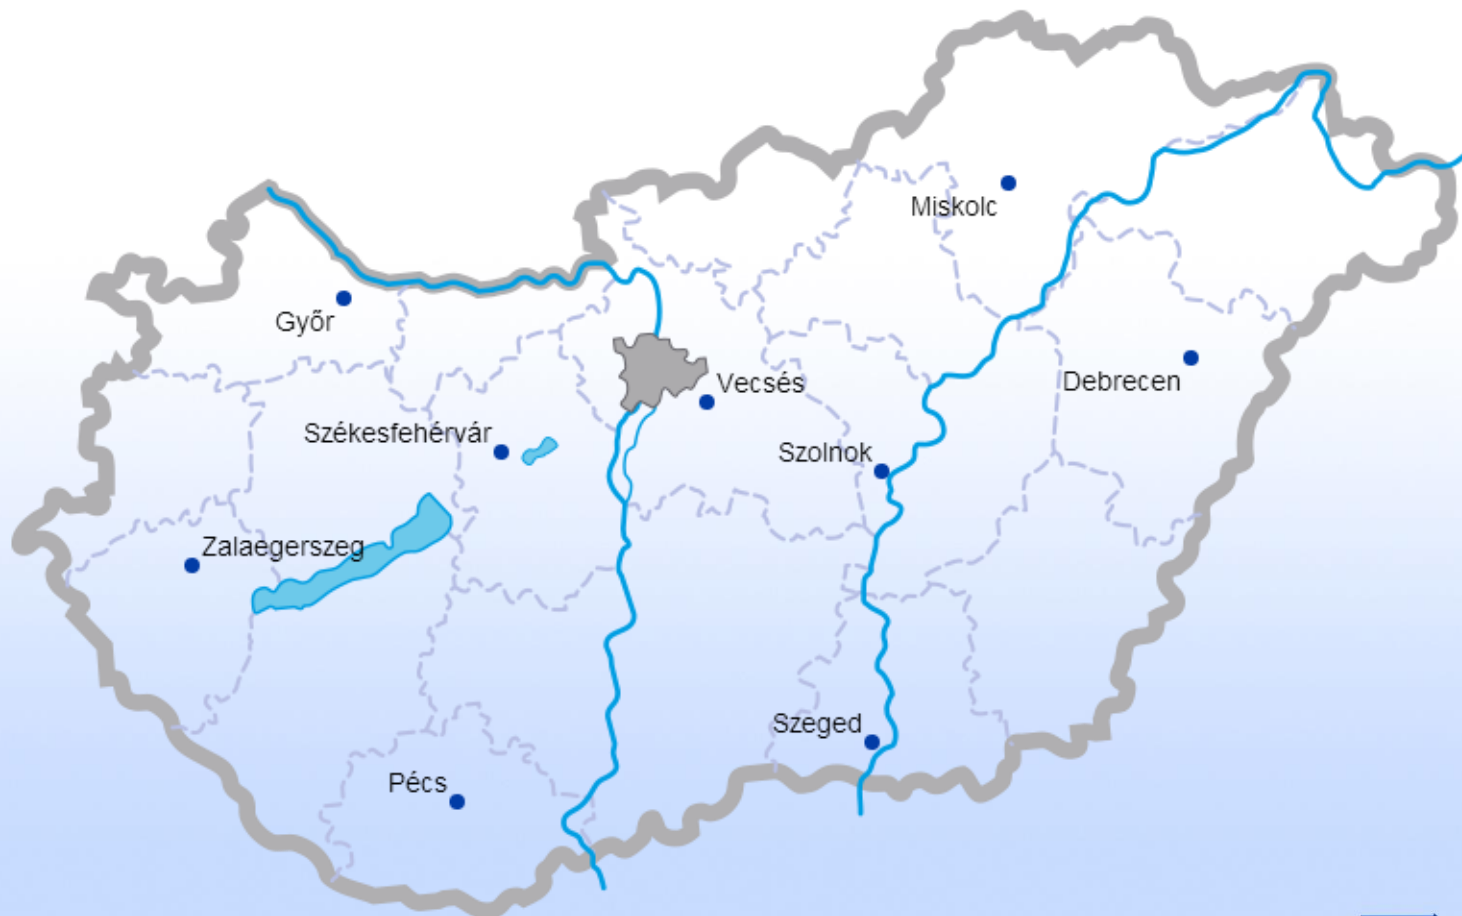 Miskolc
Győr
Vecsés
Debrecen
Székesfehérvár
Szolnok
Zalaegerszeg
Szeged
Pécs